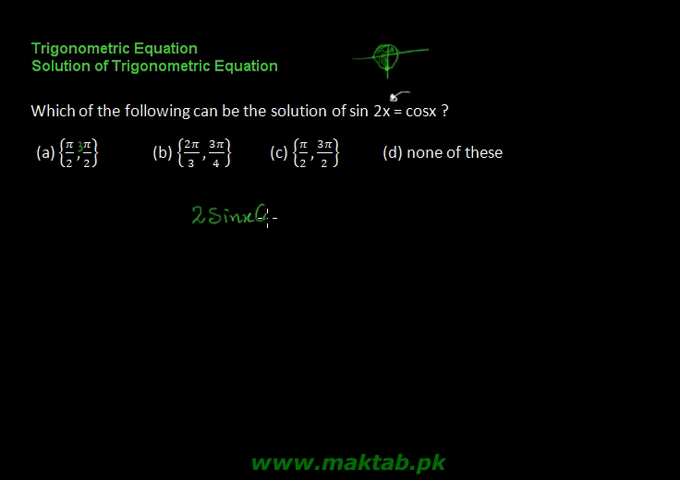 Trigonometric Equation
Solution of Trigonometric Equation
Which of the following can be the solution of sin 2x = cosx ?
(a) {π/2, 3π/2} (b) {2π/3, 3π/4} (c) {π/2, 3π/2} (d) none of these
2Sinx
www.maktab.pk